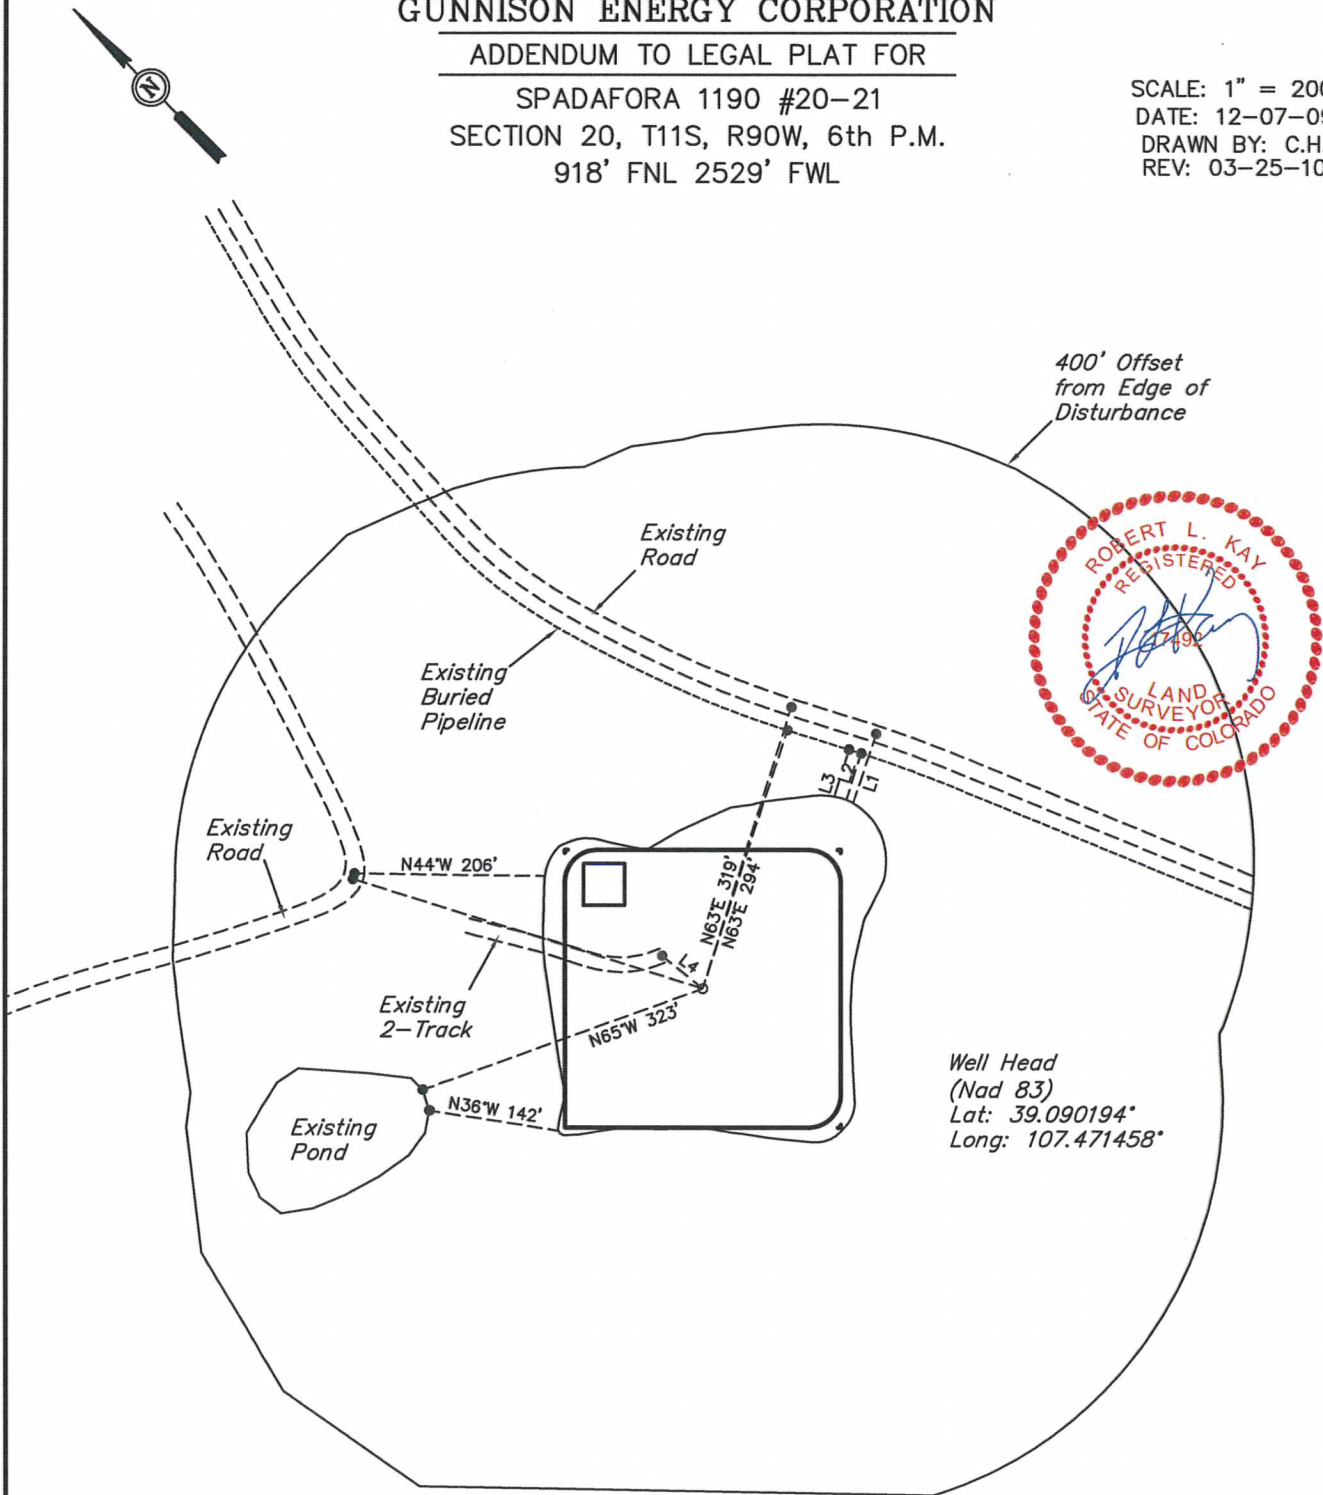 GUNNISON ENERGY CORPORATION
ADDENDUM TO LEGAL PLAT FOR
SPADAFORA 1190 #20-21
SECTION 20, T11S, R90W, 6th P.M.
918' FNL 2529' FWL
SCALE: 1" = 200
DATE: 12-07-09
DRAWN BY: C.H.
REV: 03-25-10
N
400' Offset
from Edge of
Disturbance
ROBERT L. KAY
REGISTERED
LAND
SURVEYOR
STATE OF COLORADO
Existing
Road
Existing
Buried
Pipeline
L3
L2
L1
Existing
Road
N44°W 206'
N63°E 319'
N63°E 294'
L4
Existing
2-Track
N65°W 323'
N36°W 142'
Existing
Pond
Well Head
(Nad 83)
Lat: 39.090194°
Long: 107.471458°